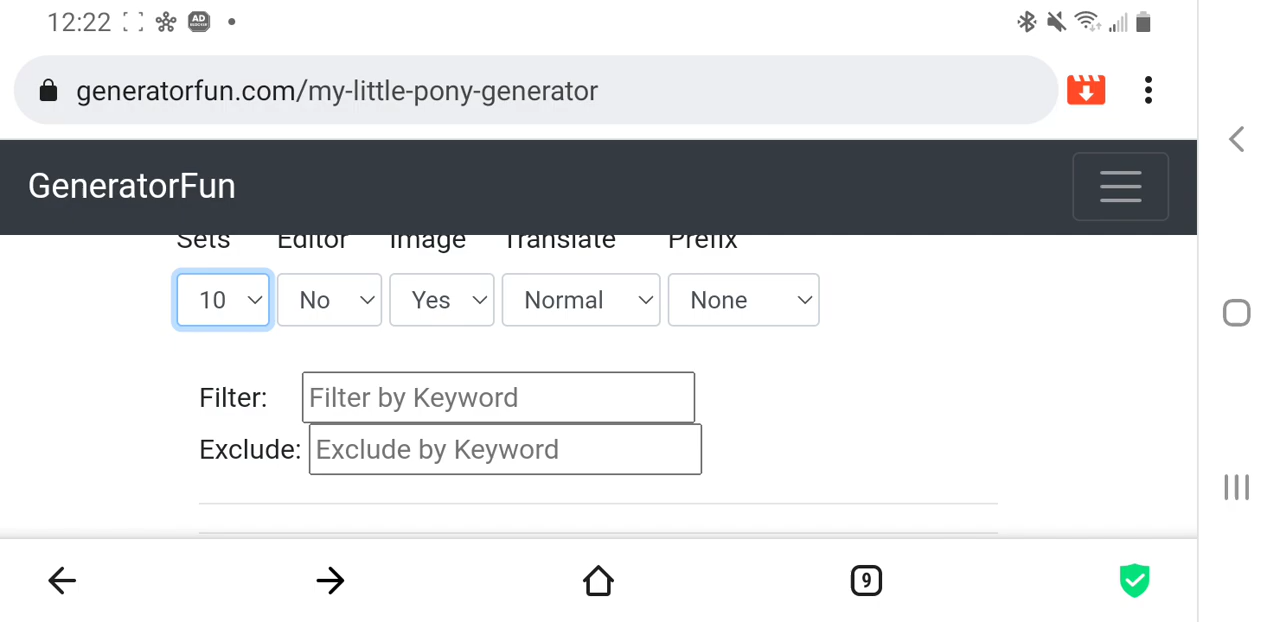 12:22 AD
generatorfun.com/my-little-pony-generator
GeneratorFun
Sets Editor Image Translate Prefix
10 No Yes Normal None
Filter: Filter by Keyword
Exclude: Exclude by Keyword
9